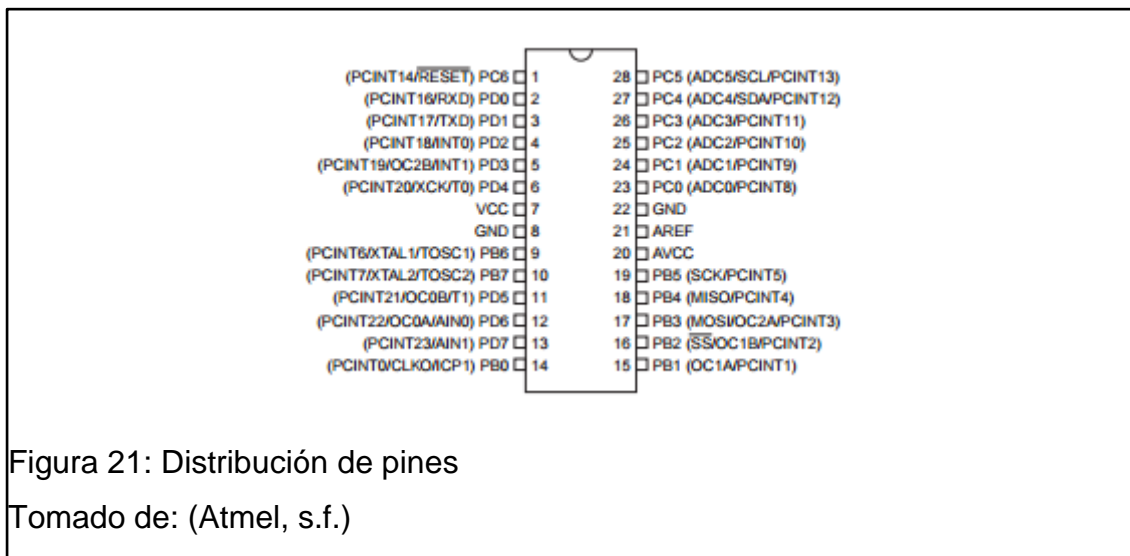 (PCINT14/RESET) PC6 1 28 PC5 (ADC5/SCL/PCINT13)
(PCINT16/RXD) PD0 2 27 PC4 (ADC4/SDA/PCINT12)
(PCINT17/TXD) PD1 3 26 PC3 (ADC3/PCINT11)
(PCINT18/INT0) PD2 4 25 PC2 (ADC2/PCINT10)
(PCINT19/OC2B/INT1) PD3 5 24 PC1 (ADC1/PCINT9)
(PCINT20/XCK/T0) PD4 6 23 PC0 (ADC0/PCINT8)
VCC 7 22 GND
GND 8 21 AREF
(PCINT6/XTAL1/TOSC1) PB6 9 20 AVCC
(PCINT7/XTAL2/TOSC2) PB7 10 19 PB5 (SCK/PCINT5)
(PCINT21/OC0B/T1) PD5 11 18 PB4 (MISO/PCINT4)
(PCINT22/OC0A/AIN0) PD6 12 17 PB3 (MOSI/OC2A/PCINT3)
(PCINT23/AIN1) PD7 13 16 PB2 (SS/OC1B/PCINT2)
(PCINT0/CLKO/ICP1) PB0 14 15 PB1 (OC1A/PCINT1)
Figura 21: Distribución de pines
Tomado de: (Atmel, s.f.)